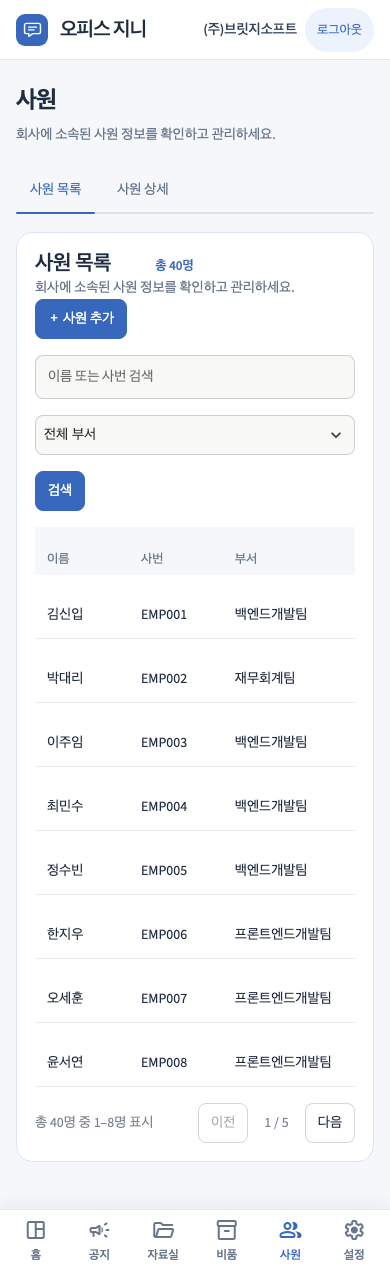 오피스 지니 (주)브릿지소프트 로그아웃
사원
회사에 소속된 사원 정보를 확인하고 관리하세요.
사원 목록 사원 상세
사원 목록 총 40명
회사에 소속된 사원 정보를 확인하고 관리하세요.
+ 사원 추가
이름 또는 사번 검색
전체 부서
검색
이름 사번 부서
김신입 EMP001 백엔드개발팀
박대리 EMP002 재무회계팀
이주임 EMP003 백엔드개발팀
최민수 EMP004 백엔드개발팀
정수빈 EMP005 백엔드개발팀
한지우 EMP006 프론트엔드개발팀
오세훈 EMP007 프론트엔드개발팀
윤서연 EMP008 프론트엔드개발팀
총 40명 중 1–8명 표시 이전 1 / 5 다음
홈 공지 자료실 비품 사원 설정